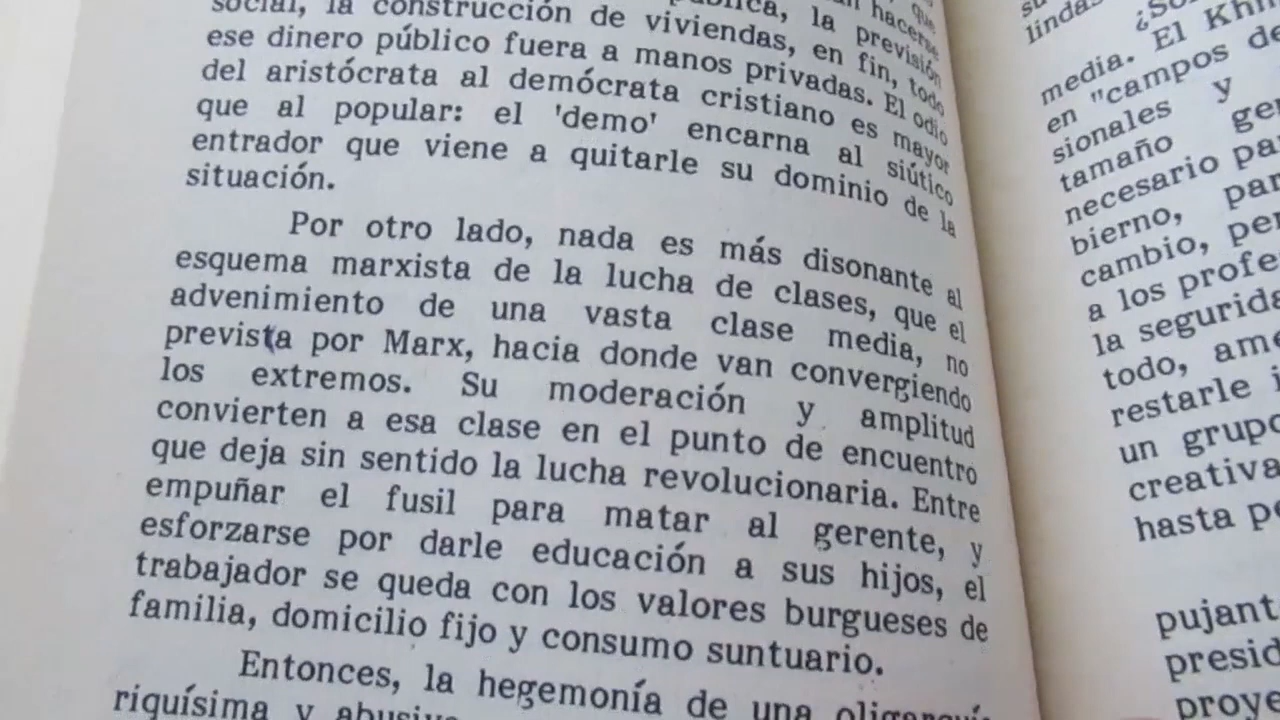 que
hacerse
social, la construcción de viviendas, en fin, todo
la previsión
ese dinero público fuera a manos privadas. El odio
del aristócrata al demócrata cristiano es mayor
que al popular: el 'demo' encarna al siútico
entrador que viene a quitarle su dominio de la
situación.
Por otro lado, nada es más disonante al
esquema marxista de la lucha de clases, que el
advenimiento de una vasta clase media, no
prevista por Marx, hacia donde van convergiendo
los extremos. Su moderación y amplitud
convierten a esa clase en el punto de encuentro
que deja sin sentido la lucha revolucionaria. Entre
empuñar el fusil para matar al gerente, y
esforzarse por darle educación a sus hijos, el
trabajador se queda con los valores burgueses de
familia, domicilio fijo y consumo suntuario.
Entonces, la hegemonía de una
riquísima y
media. El
en "campos de
sionales y
tamaño
necesario
bierno,
cambio,
a los
la
todo,
restarle
un
hasta